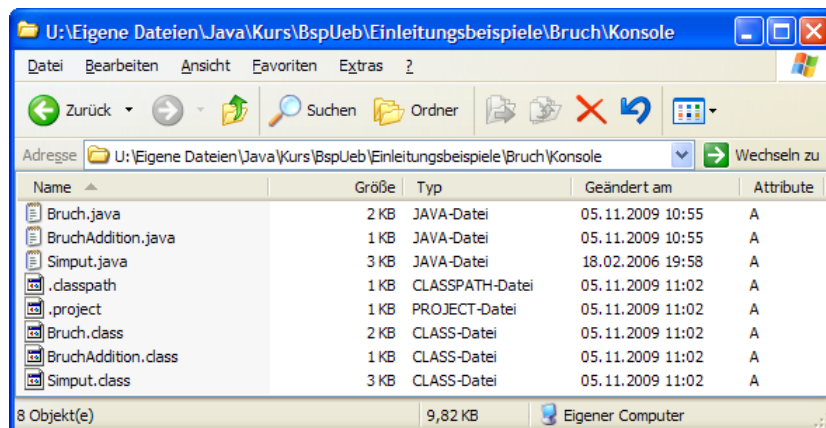 U:\Eigene Dateien\Java\Kurs\BspUeb\Einleitungsbeispiele\Bruch\Konsole
Datei Bearbeiten Ansicht Favoriten Extras ?
Zurück Suchen Ordner
Adresse U:\Eigene Dateien\Java\Kurs\BspUeb\Einleitungsbeispiele\Bruch\Konsole Wechseln zu
Name Größe Typ Geändert am Attribute
Bruch.java 2 KB JAVA-Datei 05.11.2009 10:55 A
BruchAddition.java 1 KB JAVA-Datei 05.11.2009 10:55 A
Simput.java 3 KB JAVA-Datei 18.02.2006 19:58 A
.classpath 1 KB CLASSPATH-Datei 05.11.2009 11:02 A
.project 1 KB PROJECT-Datei 05.11.2009 11:02 A
Bruch.class 2 KB CLASS-Datei 05.11.2009 11:02 A
BruchAddition.class 1 KB CLASS-Datei 05.11.2009 11:02 A
Simput.class 3 KB CLASS-Datei 05.11.2009 11:02 A
8 Objekt(e) 9,82 KB Eigener Computer